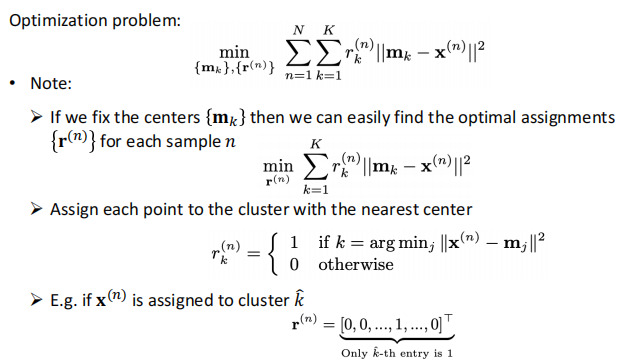 Optimization problem:
$$\min_{\{\mathbf{m}_k\},\{\mathbf{r}^{(n)}\}} \sum_{n=1}^{N} \sum_{k=1}^{K} r_k^{(n)} ||\mathbf{m}_k - \mathbf{x}^{(n)}||^2$$
• Note:
➢ If we fix the centers {𝐦ₖ} then we can easily find the optimal assignments
{𝐫⁽ⁿ⁾} for each sample n
$$\min_{\mathbf{r}^{(n)}} \sum_{k=1}^{K} r_k^{(n)} ||\mathbf{m}_k - \mathbf{x}^{(n)}||^2$$
➢ Assign each point to the cluster with the nearest center
$$r_k^{(n)} = \begin{cases} 1 & \text{if } k = \arg\min_j \|\mathbf{x}^{(n)} - \mathbf{m}_j\|^2 \\ 0 & \text{otherwise} \end{cases}$$
➢ E.g. if $\mathbf{x}^{(n)}$ is assigned to cluster $\hat{k}$
$$\mathbf{r}^{(n)} = \underbrace{[0, 0, ..., 1, ..., 0]^\top}_{\text{Only } \hat{k}\text{-th entry is 1}}$$